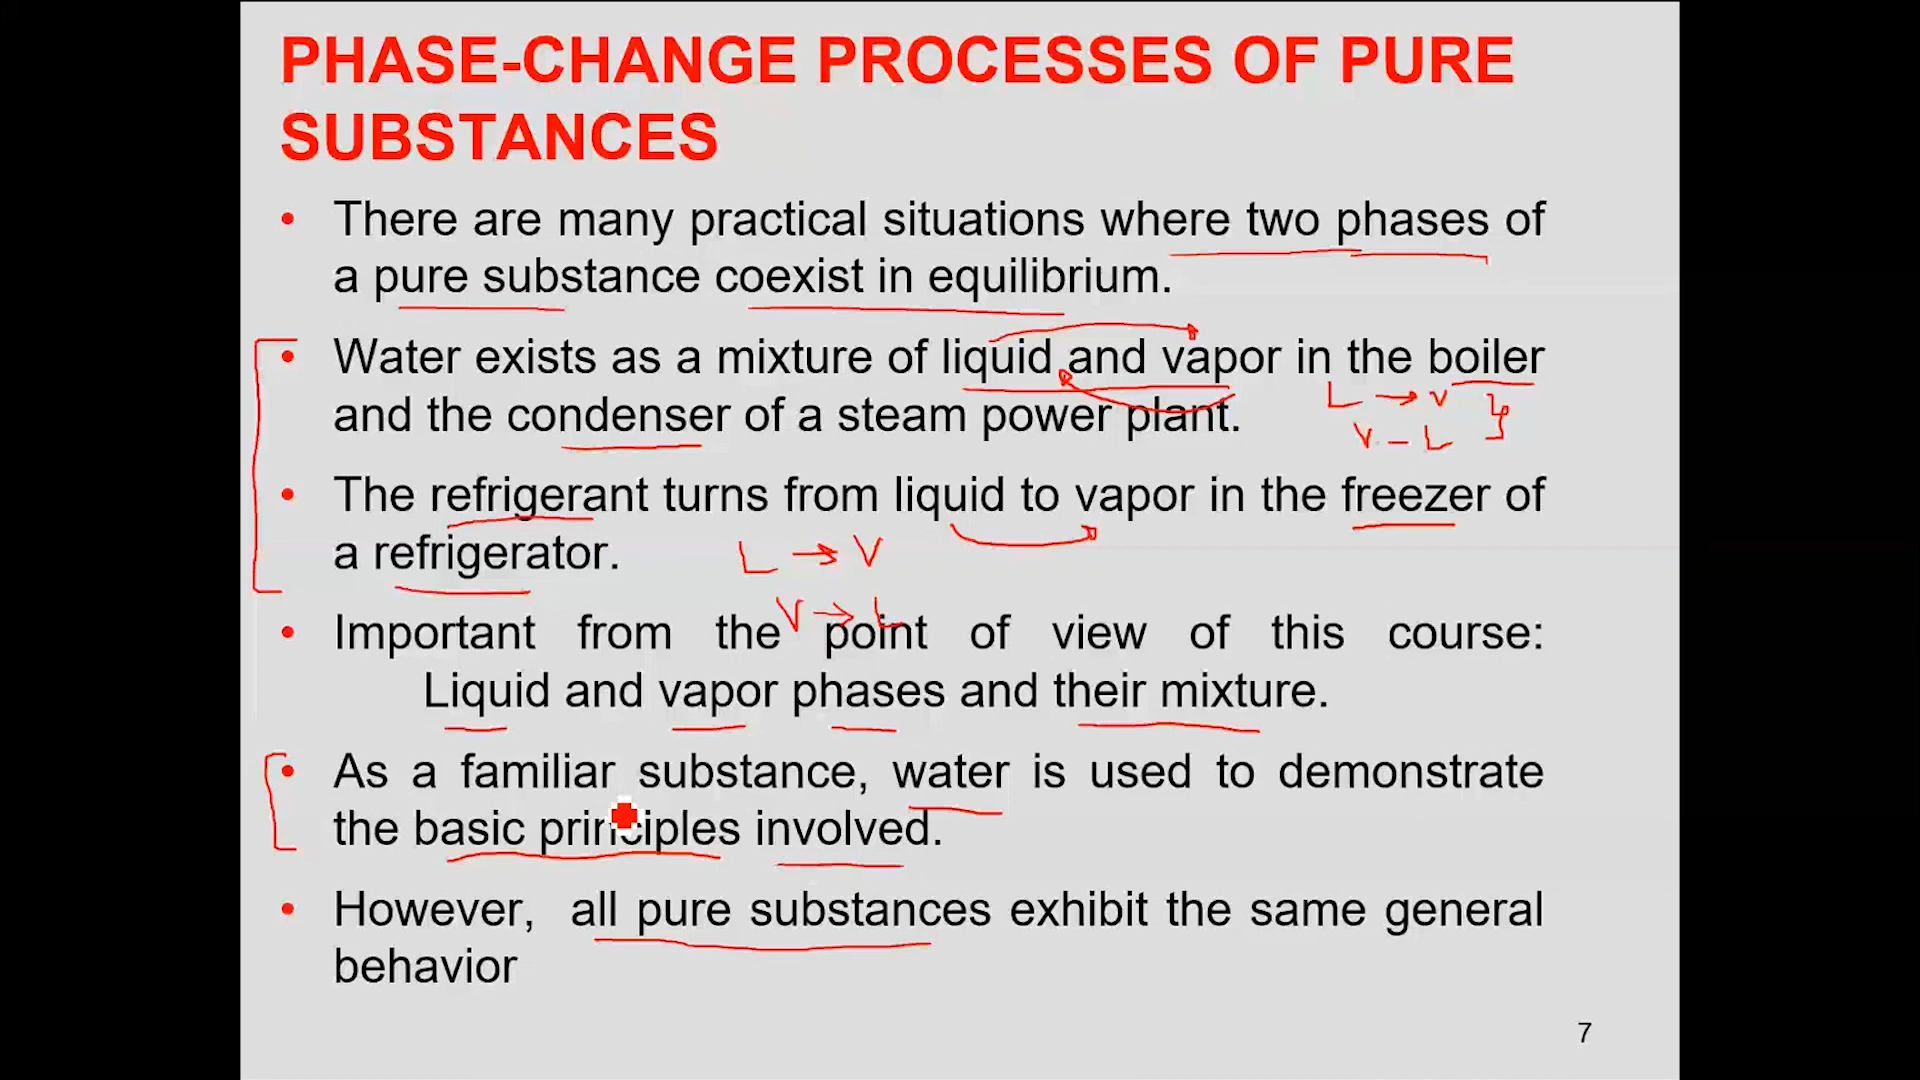 PHASE-CHANGE PROCESSES OF PURE
SUBSTANCES
• There are many practical situations where two phases of
a pure substance coexist in equilibrium.
• Water exists as a mixture of liquid and vapor in the boiler
L → v
and the condenser of a steam power plant.
V - L
• The refrigerant turns from liquid to vapor in the freezer of
a refrigerator.
L → V
V → L
• Important from the point of view of this course:
Liquid and vapor phases and their mixture.
• As a familiar substance, water is used to demonstrate
the basic principles involved.
• However, all pure substances exhibit the same general
behavior
7